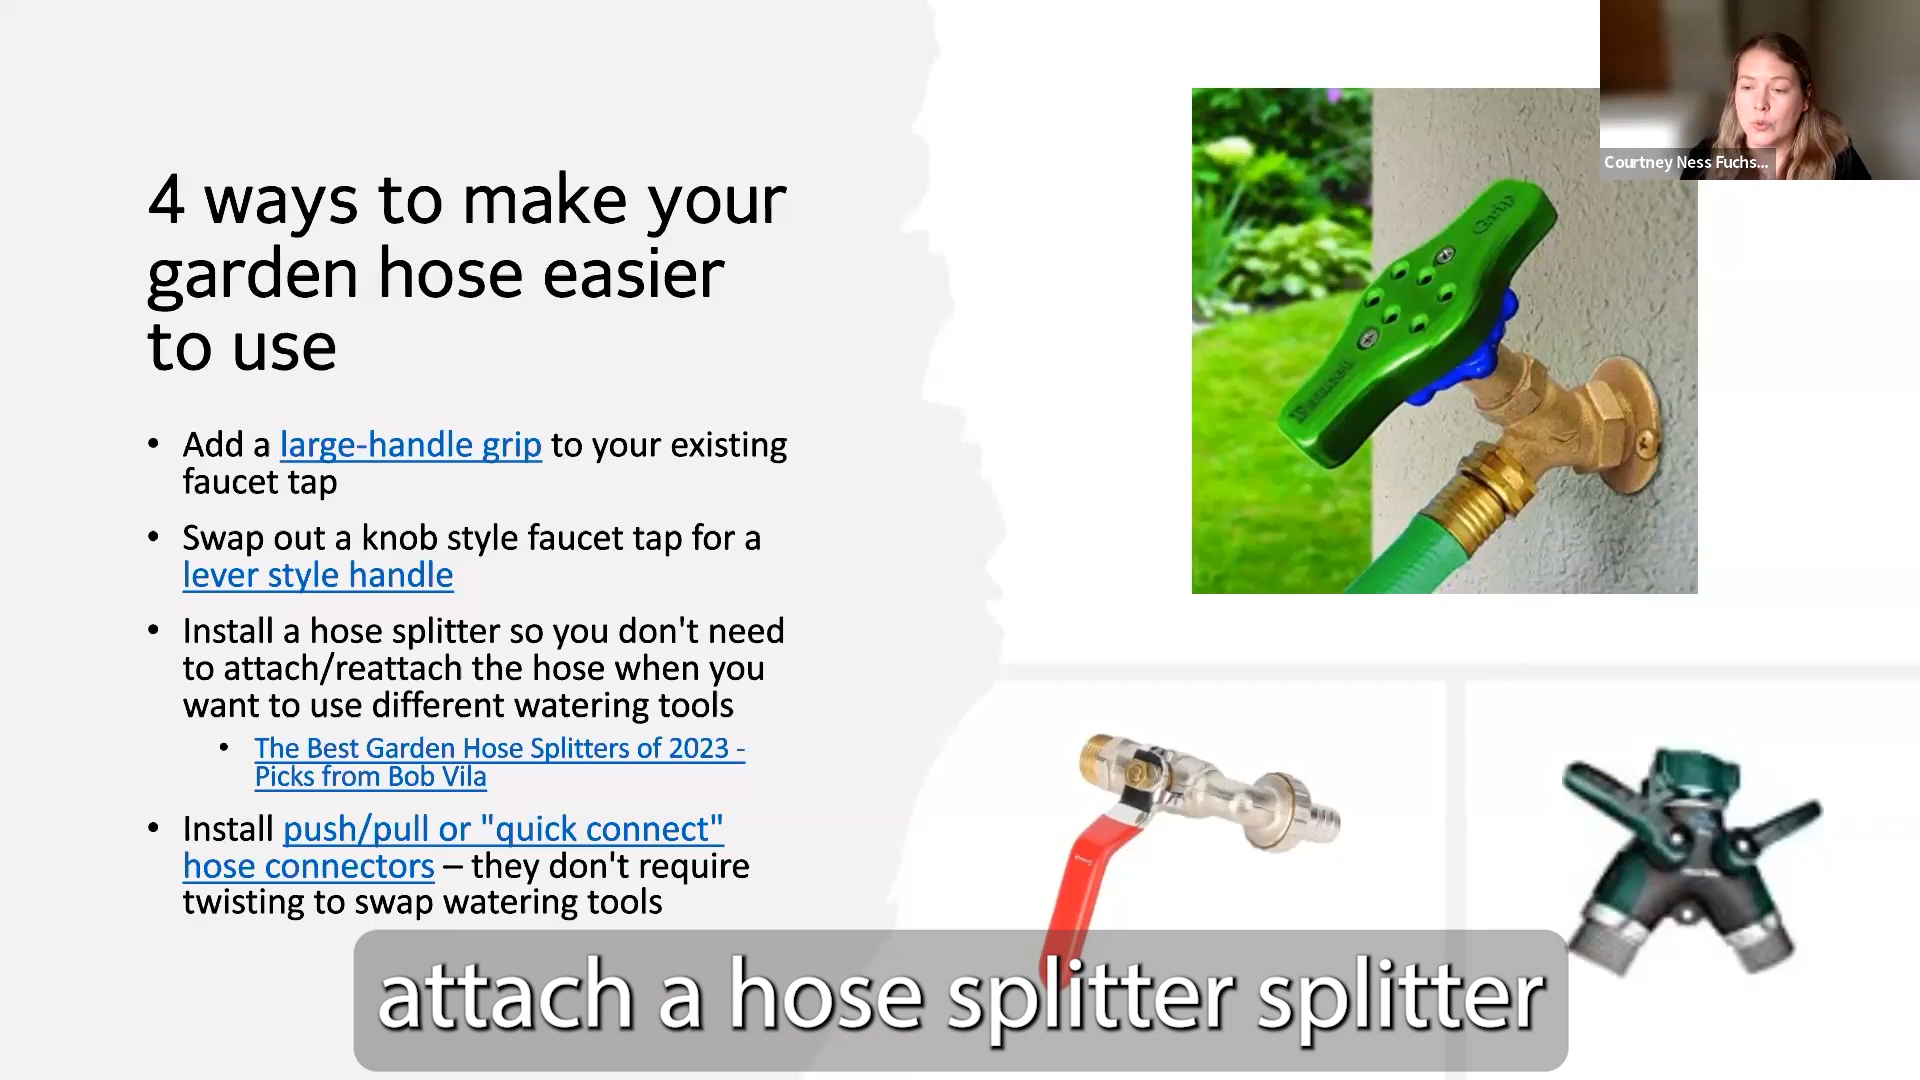 4 ways to make your
garden hose easier
to use
• Add a large-handle grip to your existing
faucet tap
• Swap out a knob style faucet tap for a
lever style handle
• Install a hose splitter so you don't need
to attach/reattach the hose when you
want to use different watering tools
• The Best Garden Hose Splitters of 2023 -
Picks from Bob Vila
• Install push/pull or "quick connect"
hose connectors – they don't require
twisting to swap watering tools
Grip
Courtney Ness Fuchs...
attach a hose splitter splitter